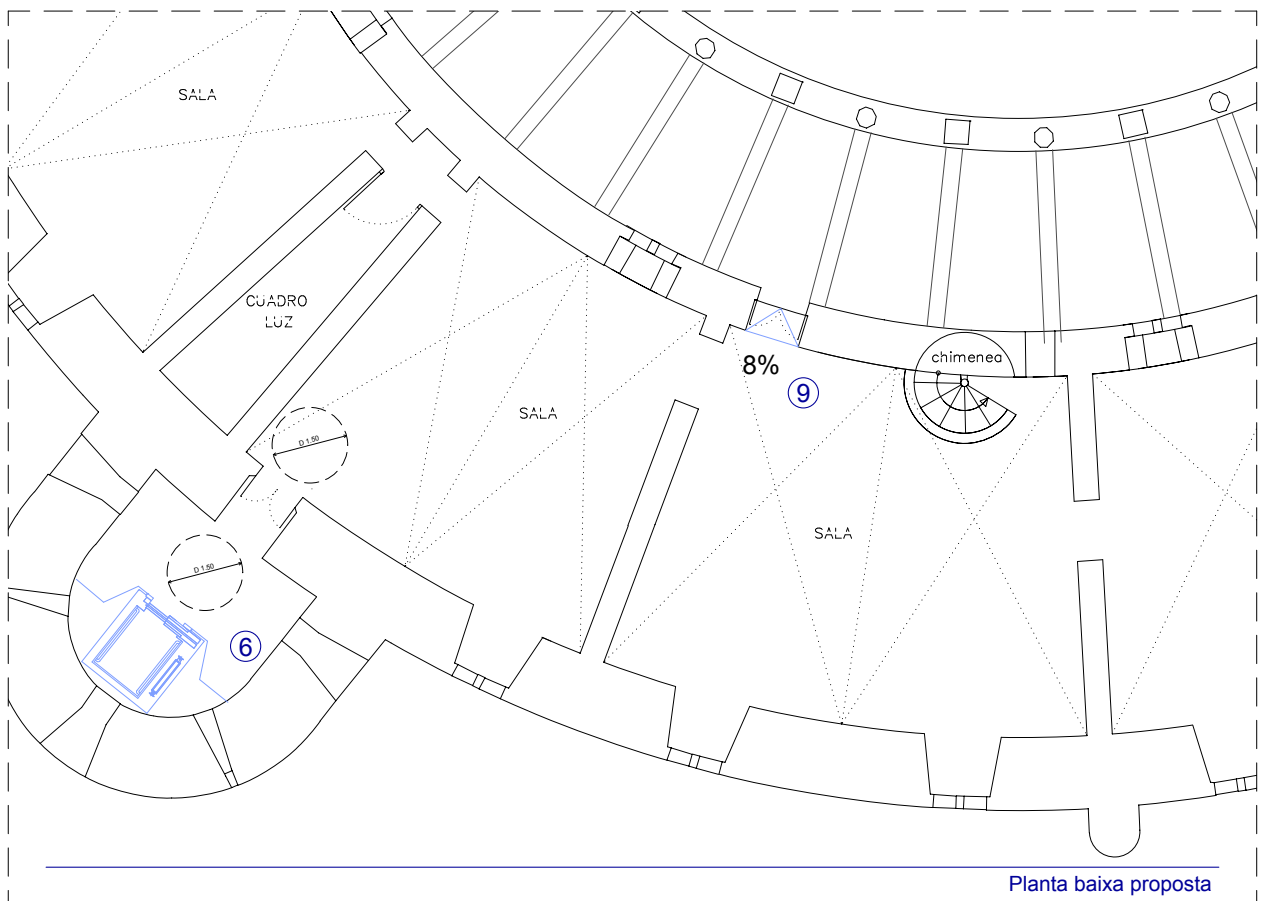 SALA
CUADRO
LUZ
chimenea
8%
9
SALA
D 1.50
SALA
D 1.50
6
Planta baixa proposta